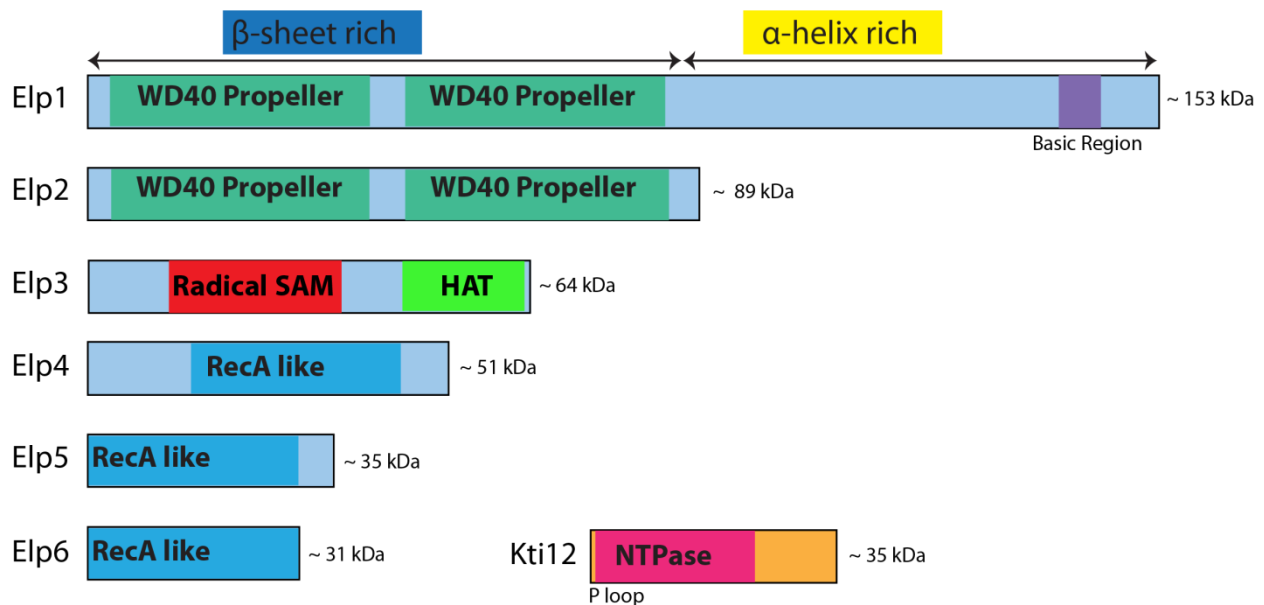 β-sheet rich
α-helix rich
Elp1
WD40 Propeller
WD40 Propeller
~ 153 kDa
Basic Region
Elp2
WD40 Propeller
WD40 Propeller
~ 89 kDa
Elp3
Radical SAM
HAT
~ 64 kDa
Elp4
RecA like
~ 51 kDa
Elp5
RecA like
~ 35 kDa
Elp6
RecA like
~ 31 kDa
Kti12
NTPase
~ 35 kDa
P loop